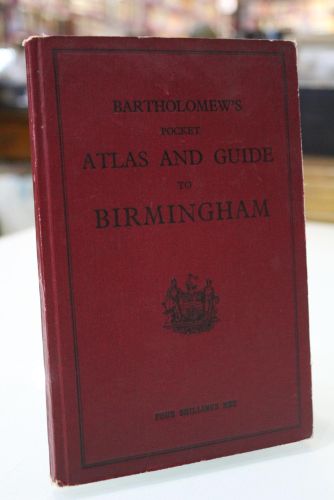 BARTHOLOMEW'S
POCKET
ATLAS AND GUIDE
TO
BIRMINGHAM
FOUR SHILLINGS NET